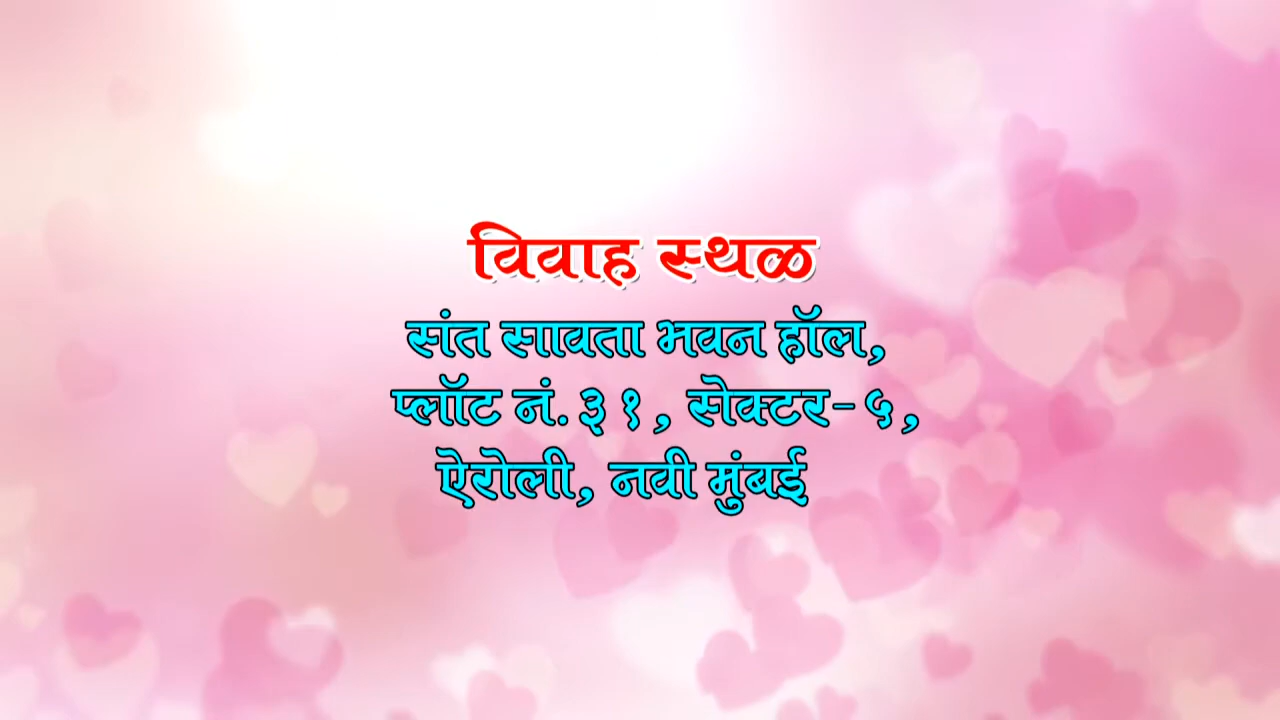 विवाह स्थळ
संत सावता भवन हॉल,
प्लॉट नं.३१, सेक्टर-५,
ऐरोली, नवी मुंबई